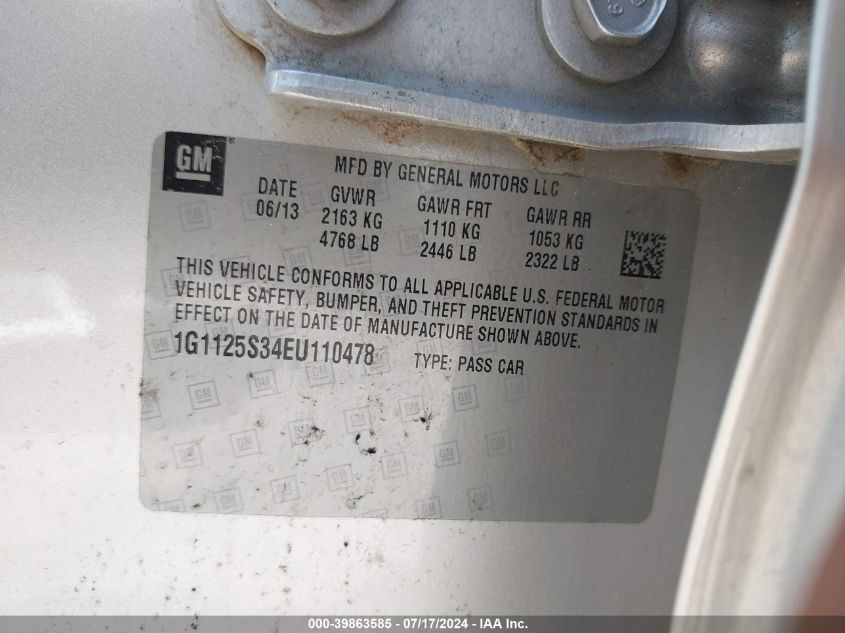 GM
MFD BY GENERAL MOTORS LLC
DATE GVWR GAWR FRT GAWR RR
06/13 2163 KG 1110 KG 1053 KG
4768 LB 2446 LB 2322 LB
THIS VEHICLE CONFORMS TO ALL APPLICABLE U.S. FEDERAL MOTOR
VEHICLE SAFETY, BUMPER, AND THEFT PREVENTION STANDARDS IN
EFFECT ON THE DATE OF MANUFACTURE SHOWN ABOVE.
1G1125S34EU110478 TYPE: PASS CAR
000-39863585 - 07/17/2024 - IAA Inc.